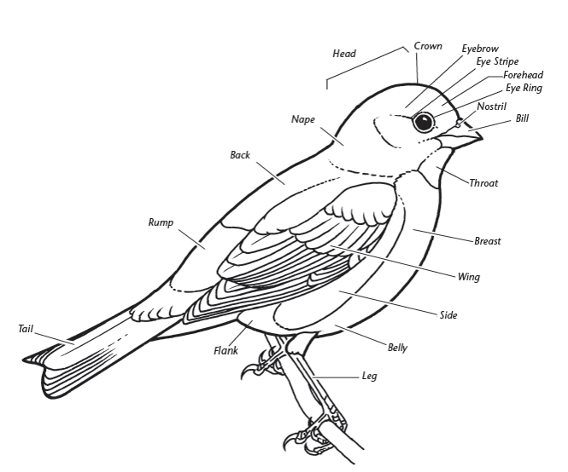 Head
Crown
Eyebrow
Eye Stripe
Forehead
Eye Ring
Nostril
Bill
Nape
Back
Throat
Rump
Breast
Wing
Side
Tail
Flank
Belly
Leg